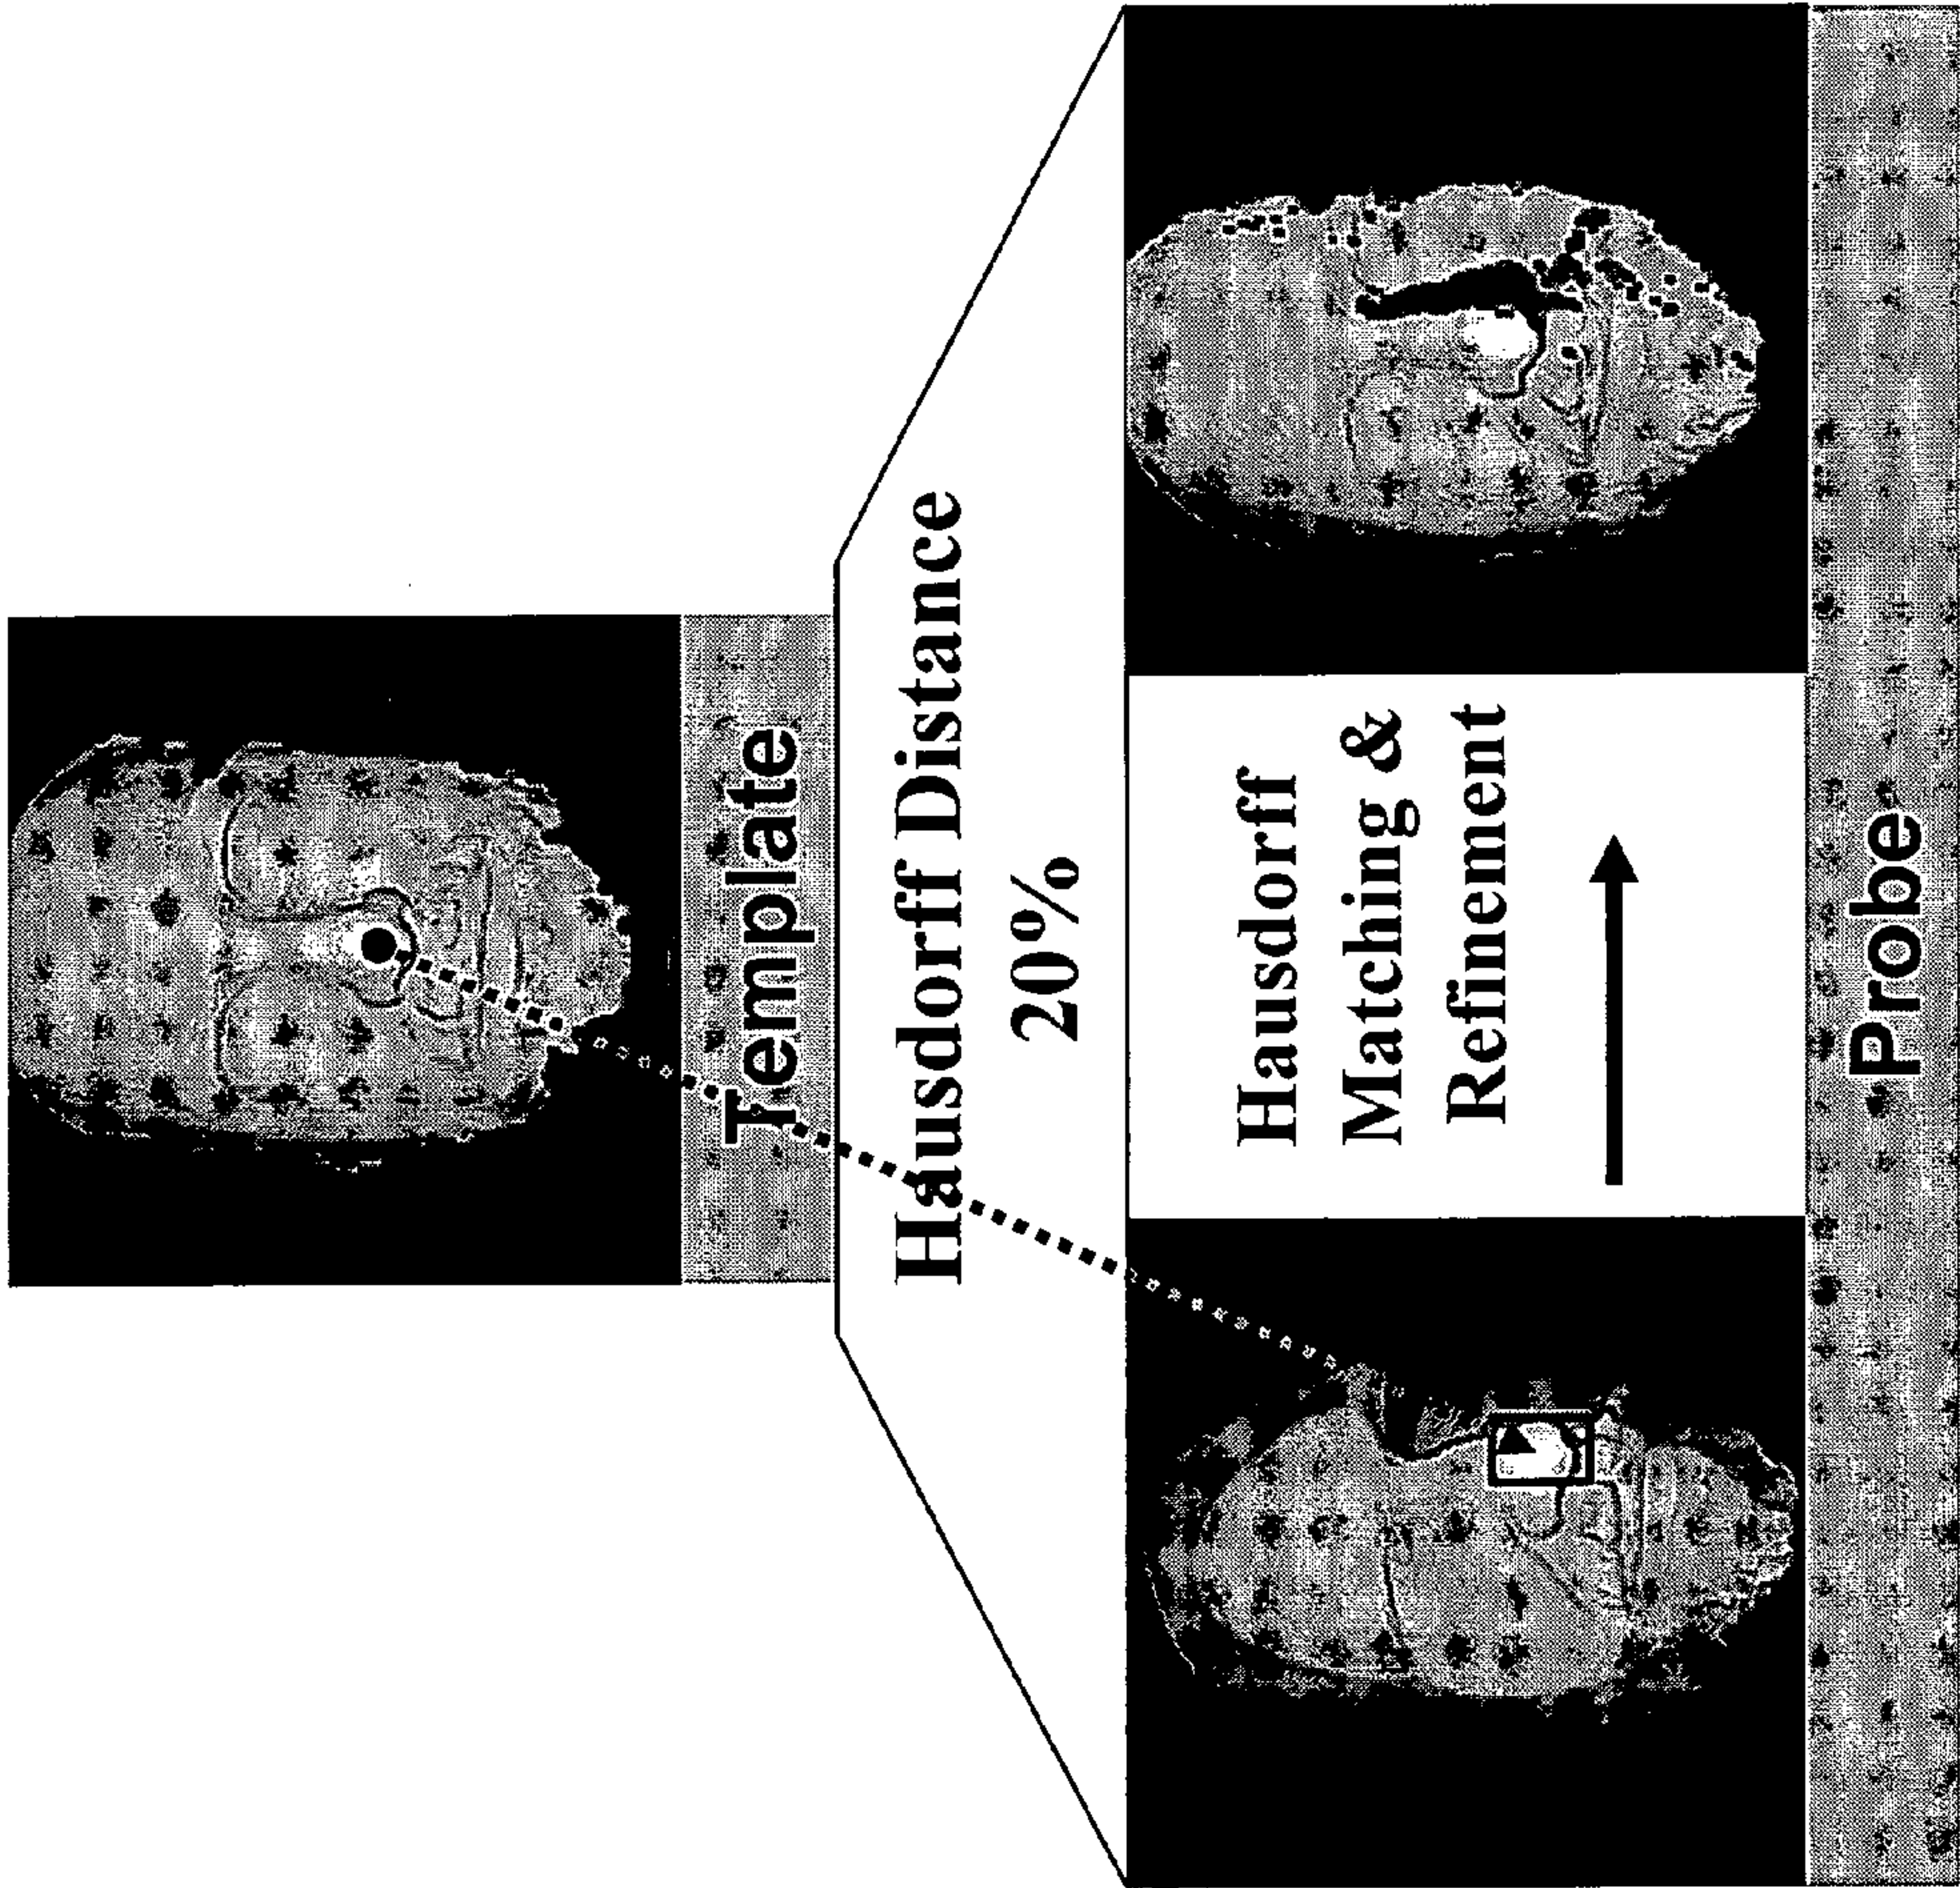 Template
Hausdorff Distance
20%
Hausdorff
Matching &
Refinement
Probe